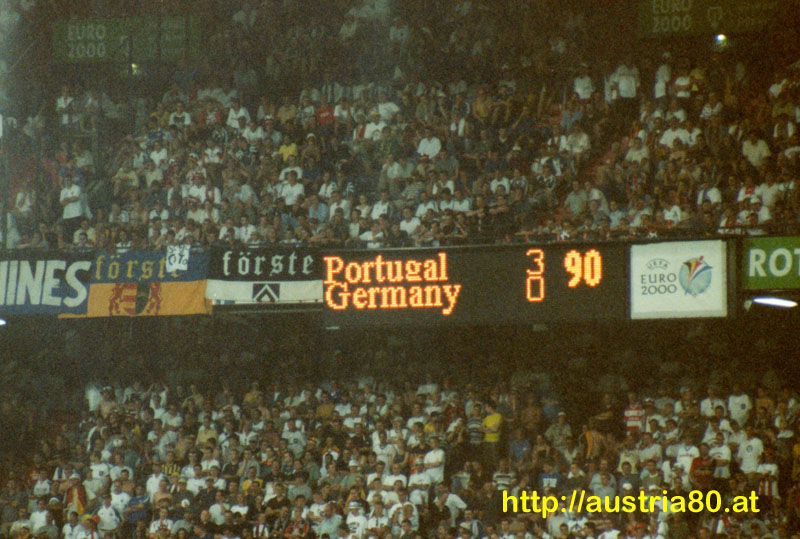 EURO
2000
EURO
2000
INES
förste
förste
Portugal 3 90
Germany 0
UEFA
EURO
2000
ROT
http://austria80.at